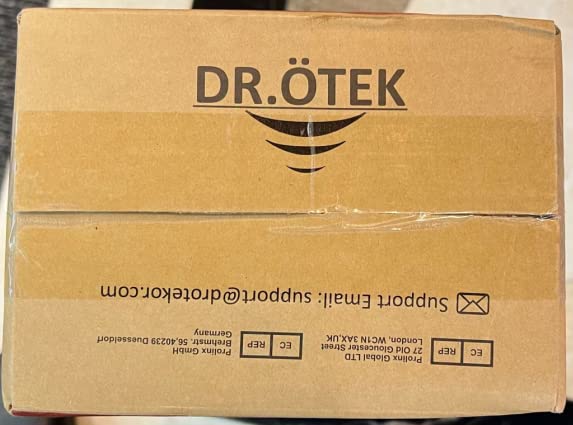 DR.ÖTEK
Support Email: support@drotekor.com
EC REP
Prolinx Global LTD
27 Old Gloucester Street
London, WC1N 3AX,UK
EC REP
Prolinx GmbH
Brehmstr. 56,40239 Duesseldorf
Germany